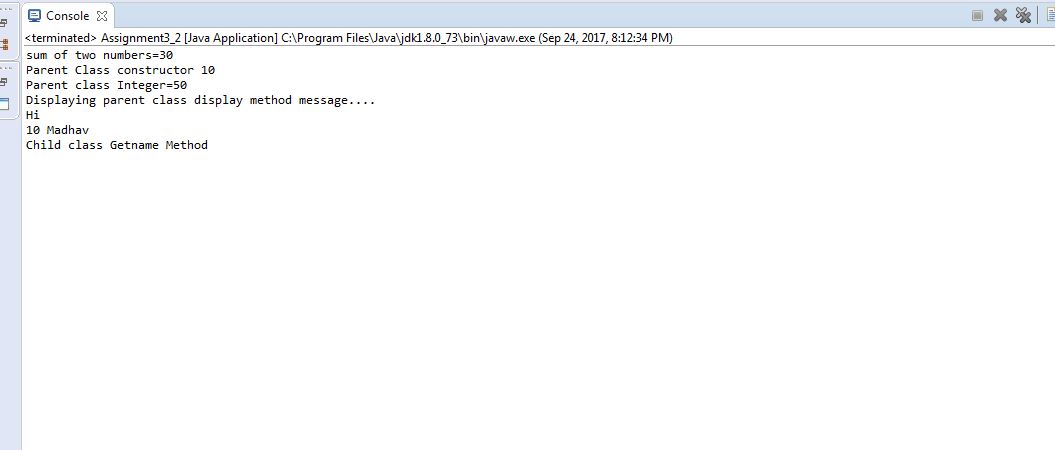 Console
<terminated> Assignment3_2 [Java Application] C:\Program Files\Java\jdk1.8.0_73\bin\javaw.exe (Sep 24, 2017, 8:12:34 PM)
sum of two numbers=30
Parent Class constructor 10
Parent class Integer=50
Displaying parent class display method message....
Hi
10 Madhav
Child class Getname Method